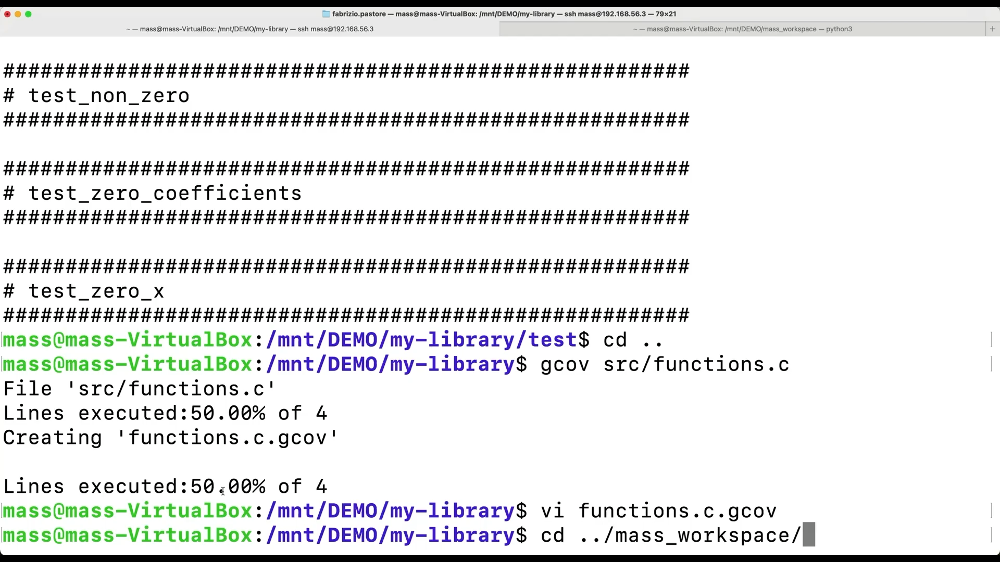 fabrizio.pastore — mass@mass-VirtualBox: /mnt/DEMO/my-library — ssh mass@192.168.56.3 — 79×21
~ — mass@mass-VirtualBox: /mnt/DEMO/my-library — ssh mass@192.168.56.3
~ — mass@mass-VirtualBox: /mnt/DEMO/mass_workspace — python3
+
#######################################################
# test_non_zero
#######################################################
#######################################################
# test_zero_coefficients
#######################################################
#######################################################
# test_zero_x
#######################################################
mass@mass-VirtualBox:/mnt/DEMO/my-library/test$ cd ..
mass@mass-VirtualBox:/mnt/DEMO/my-library$ gcov src/functions.c
File 'src/functions.c'
Lines executed:50.00% of 4
Creating 'functions.c.gcov'
Lines executed:50.00% of 4
mass@mass-VirtualBox:/mnt/DEMO/my-library$ vi functions.c.gcov
mass@mass-VirtualBox:/mnt/DEMO/my-library$ cd ../mass_workspace/